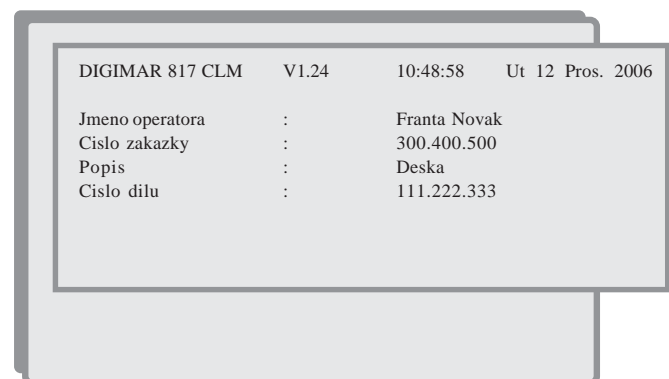 DIGIMAR 817 CLM V1.24 10:48:58 Ut 12 Pros. 2006
Jmeno operatora : Franta Novak
Cislo zakazky : 300.400.500
Popis : Deska
Cislo dilu : 111.222.333